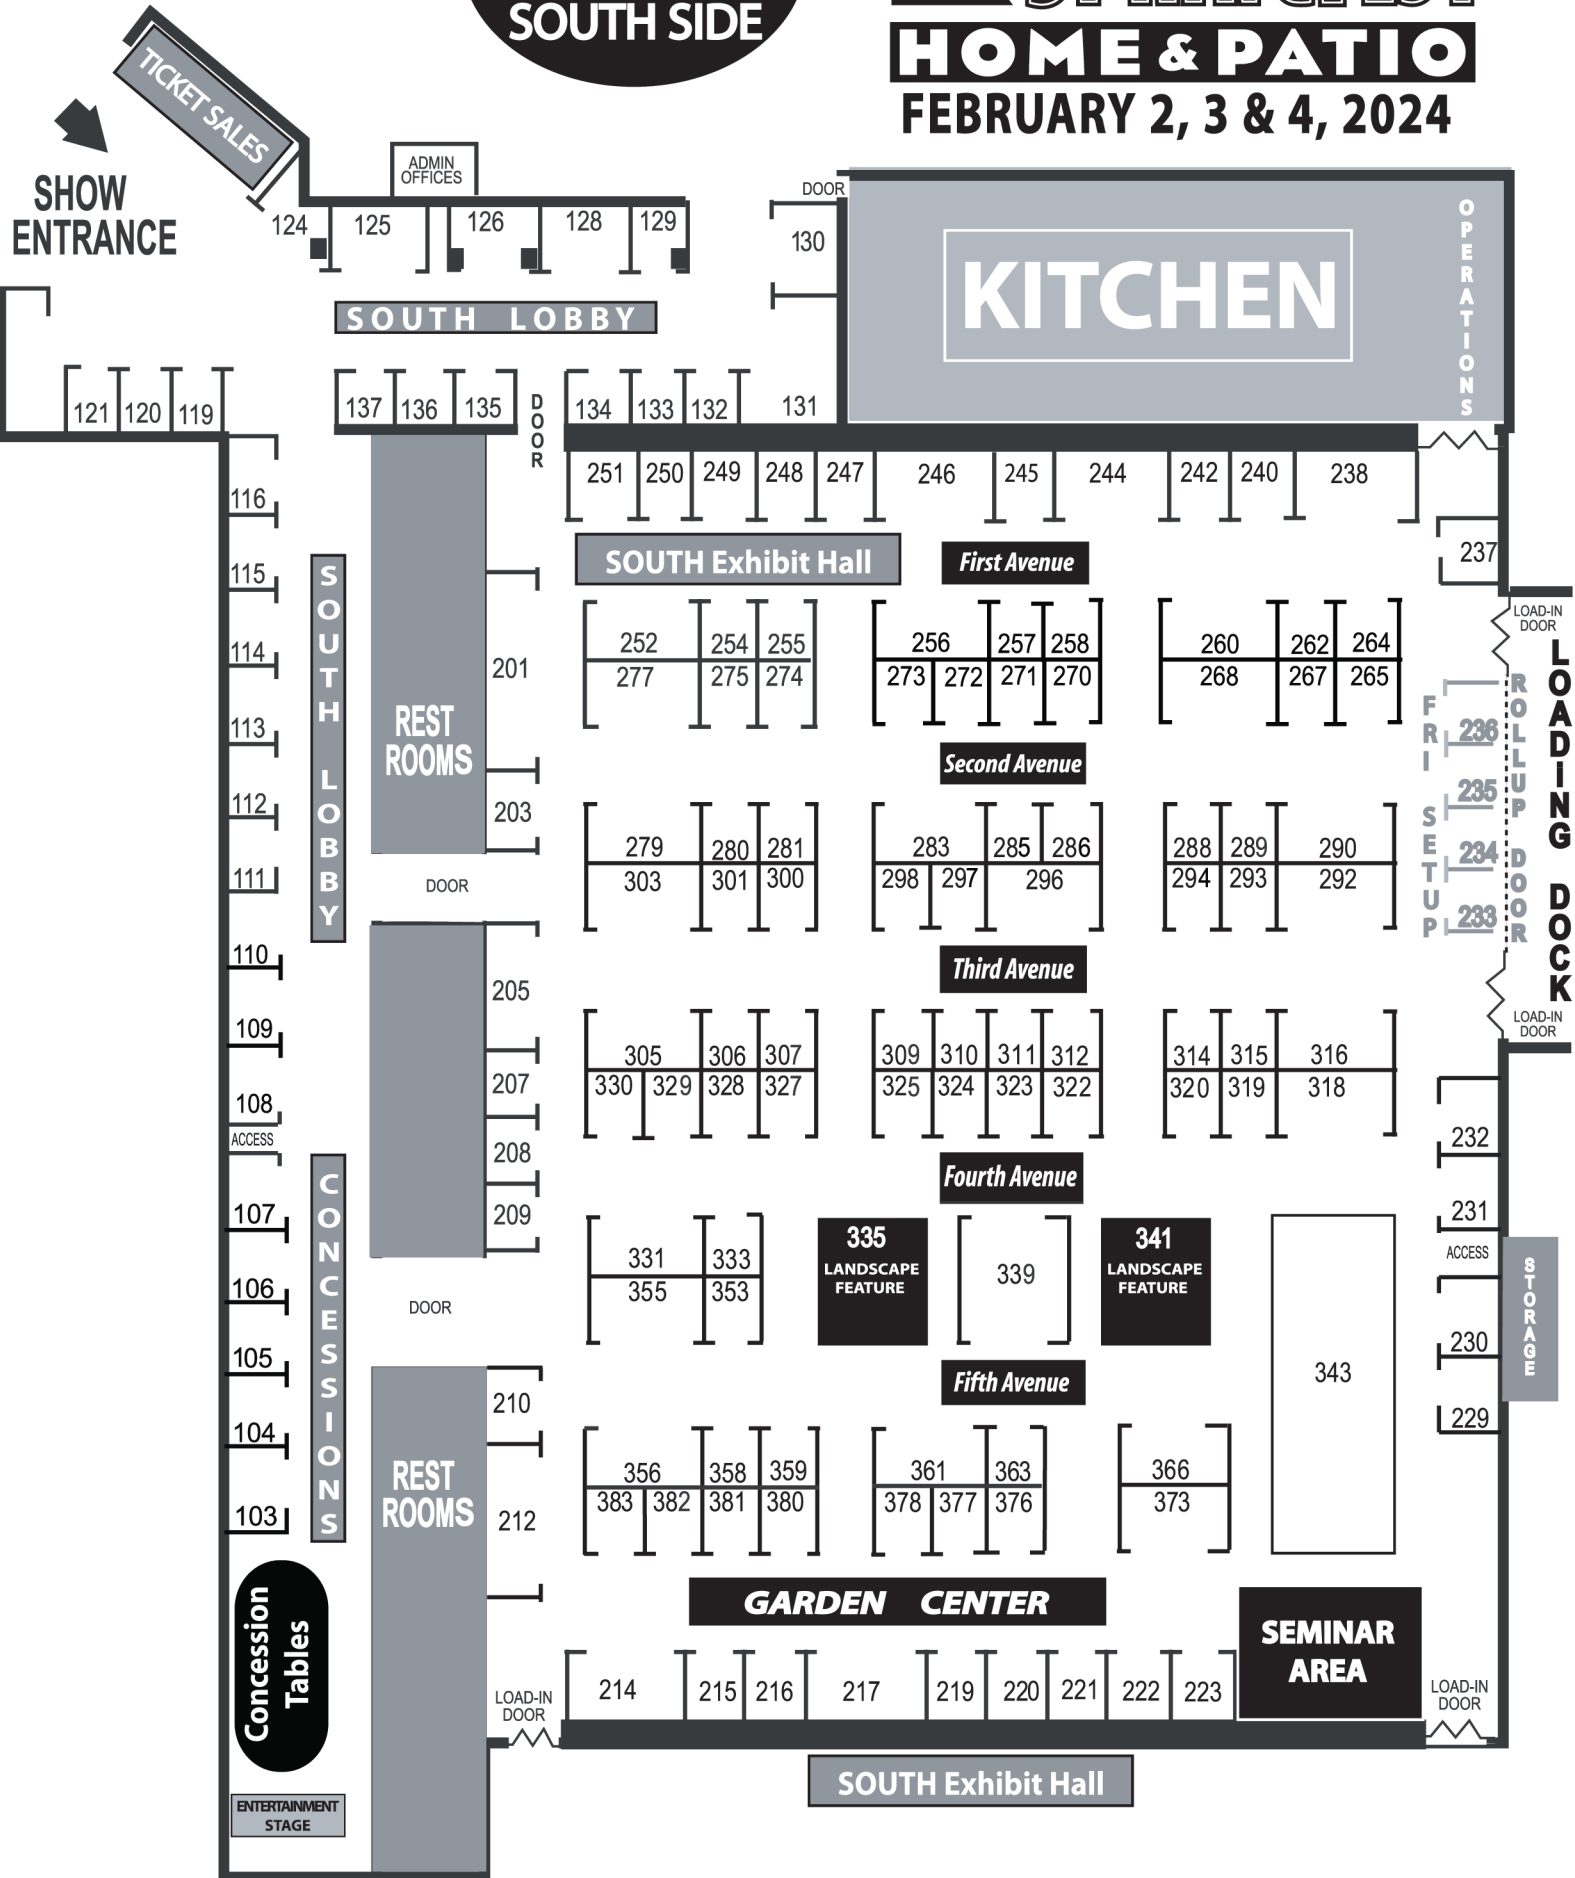 SOUTH SIDE
HOME & PATIO
FEBRUARY 2, 3 & 4, 2024
TICKET SALES
SHOW
ENTRANCE
ADMIN
OFFICES
124 125 126 128 129
DOOR
130
KITCHEN
OPERATIONS
SOUTH LOBBY
121 120 119
137 136 135
DOOR
134 133 132 131
251 250 249 248 247 246 245 244 242 240 238
116
115
114
113
112
111
110
109
108
ACCESS
107
106
105
104
103
SOUTH LOBBY
CONCESSIONS
Concession
Tables
ENTERTAINMENT
STAGE
REST
ROOMS
DOOR
DOOR
REST
ROOMS
201
203
205
207
208
209
210
212
SOUTH Exhibit Hall
First Avenue
252 254 255 256 257 258 260 262 264
277 275 274 273 272 271 270 268 267 265
Second Avenue
279 280 281 283 285 286 288 289 290
303 301 300 298 297 296 294 293 292
Third Avenue
305 306 307 309 310 311 312 314 315 316
330 329 328 327 325 324 323 322 320 319 318
Fourth Avenue
331 333
355 353
335
LANDSCAPE
FEATURE
339
341
LANDSCAPE
FEATURE
343
Fifth Avenue
356 358 359 361 363 366
383 382 381 380 378 377 376 373
237
LOAD-IN
DOOR
LOADING DOCK
ROLLUP DOOR
FRI SETUP
236
235
234
233
LOAD-IN
DOOR
232
231
ACCESS
230
229
STORAGE
GARDEN CENTER
SEMINAR
AREA
214 215 216 217 219 220 221 222 223
LOAD-IN
DOOR
LOAD-IN
DOOR
SOUTH Exhibit Hall